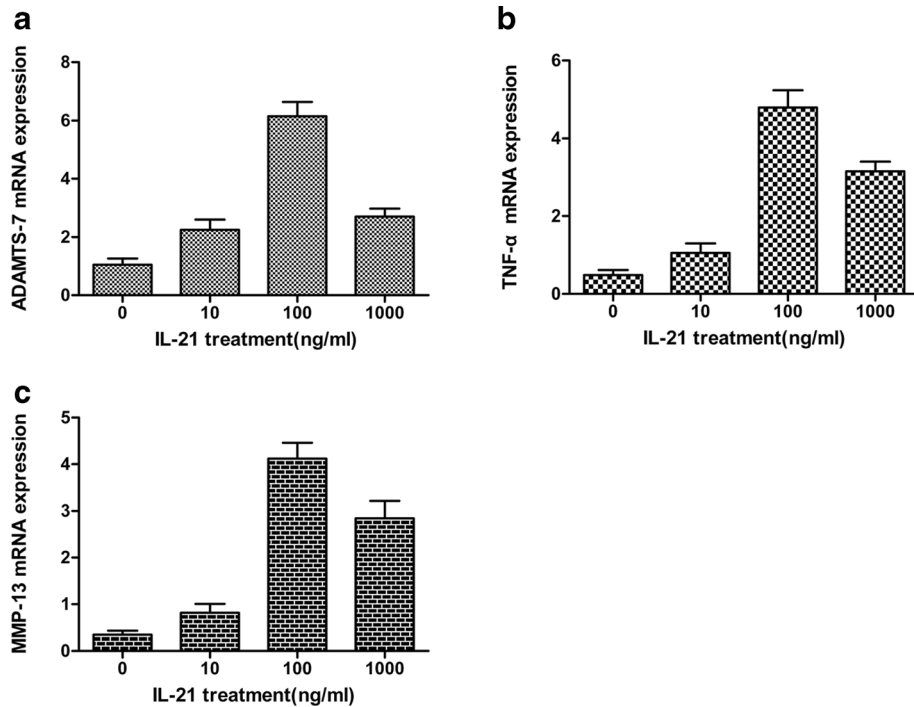 a
ADAMTS-7 mRNA expression
8
6
4
2
0
0 10 100 1000
IL-21 treatment(ng/ml)
b
TNF-α mRNA expression
6
4
2
0
0 10 100 1000
IL-21 treatment(ng/ml)
c
MMP-13 mRNA expression
5
4
3
2
1
0
0 10 100 1000
IL-21 treatment(ng/ml)